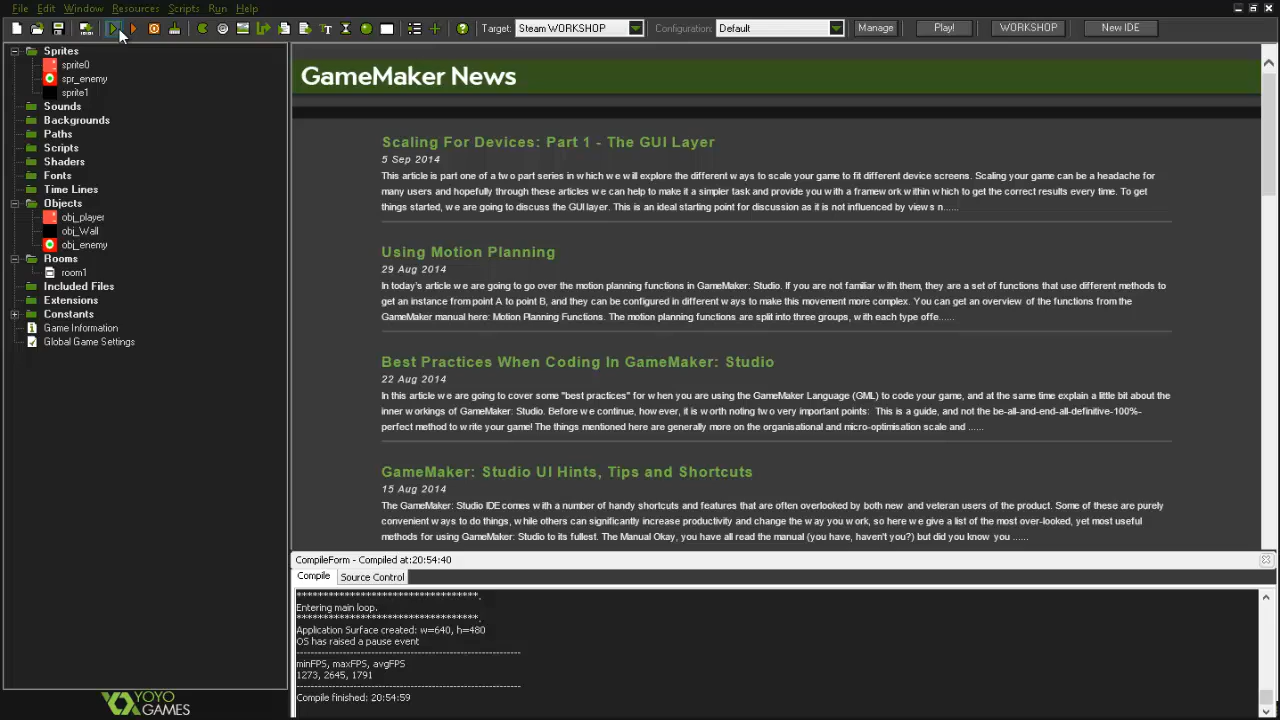 File Edit Window Resources Scripts Run Help
Target: Steam WORKSHOP Configuration: Default Manage Play! WORKSHOP New IDE
Sprites
sprite0
spr_enemy
sprite1
Sounds
Backgrounds
Paths
Scripts
Shaders
Fonts
Time Lines
Objects
obj_player
obj_Wall
obj_enemy
Rooms
room1
Included Files
Extensions
Constants
Game Information
Global Game Settings
YOYO
GAMES
GameMaker News
Scaling For Devices: Part 1 - The GUI Layer
5 Sep 2014
This article is part one of a two part series in which we will explore the different ways to scale your game to fit different device screens. Scaling your game can be a headache for
many users and hopefully through these articles we can help to make it a simpler task and provide you with a framework within which to get the correct results every time. To get
things started, we are going to discuss the GUI layer. This is an ideal starting point for discussion as it is not influenced by views n......
Using Motion Planning
29 Aug 2014
In today's article we are going to go over the motion planning functions in GameMaker: Studio. If you are not familiar with them, they are a set of functions that use different methods to
get an instance from point A to point B, and they can be configured in different ways to make this movement more complex. You can get an overview of the functions from the
GameMaker manual here: Motion Planning Functions. The motion planning functions are split into three groups, with each type offe......
Best Practices When Coding In GameMaker: Studio
22 Aug 2014
In this article we are going to cover some "best practices" for when you are using the GameMaker Language (GML) to code your game, and at the same time explain a little bit about the
inner workings of GameMaker: Studio. Before we continue, however, it is worth noting two very important points: This is a guide, and not the be-all-and-end-all-definitive-100%-
perfect method to write your game! The things mentioned here are generally more on the organisational and micro-optimisation scale and ......
GameMaker: Studio UI Hints, Tips and Shortcuts
15 Aug 2014
The GameMaker: Studio IDE comes with a number of handy shortcuts and features that are often overlooked by both new and veteran users of the product. Some of these are purely
convenient ways to do things, while others can significantly increase productivity and change the way you work, so here we give a list of the most over-looked, yet most useful
methods for using GameMaker: Studio to its fullest. The Manual Okay, you have all read the manual (you have, haven't you?) but did you know you ......
CompileForm - Compiled at:20:54:40
Compile Source Control
***************************************.
Entering main loop.
***************************************.
Application Surface created: w=640, h=480
OS has raised a pause event
--------------------------------------------------------
minFPS, maxFPS, avgFPS
1273, 2645, 1791
--------------------------------------------------------
Compile finished: 20:54:59